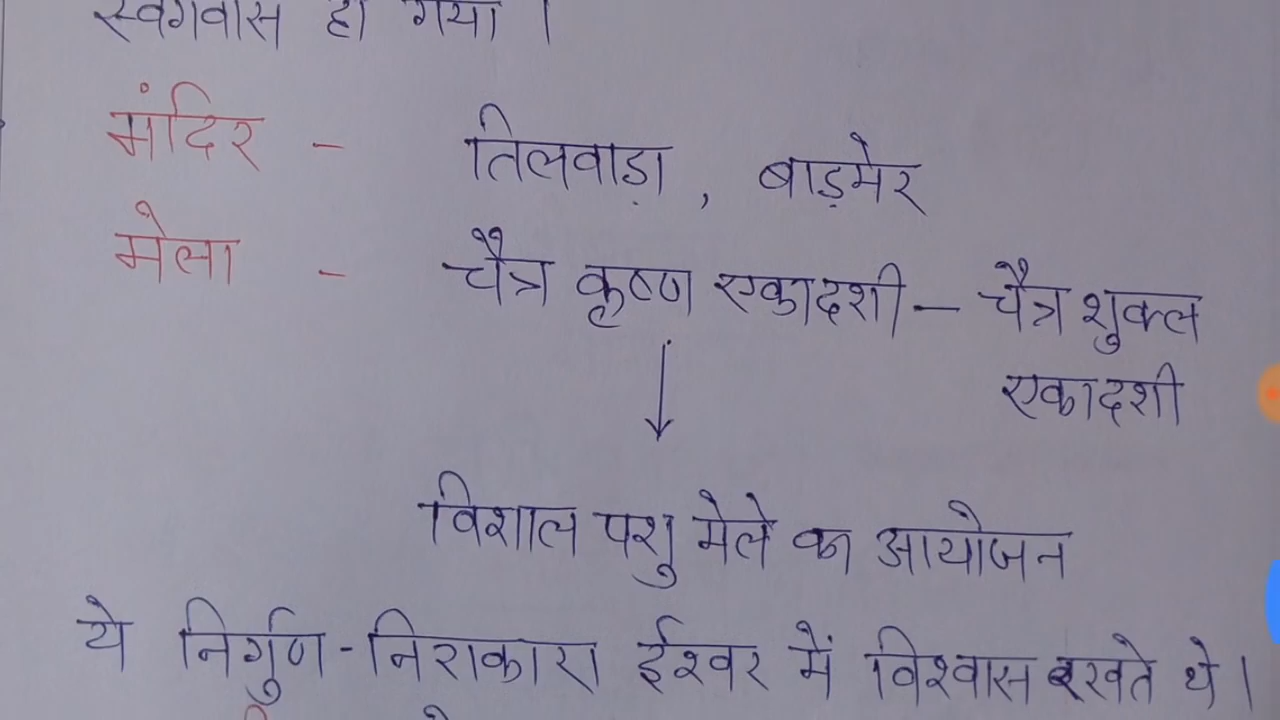 स्वर्गवास हो गया।
मंदिर - तिलवाड़ा, बाड़मेर
मेला - चैत्र कृष्ण एकादशी - चैत्र शुक्ल
एकादशी
↓
विशाल पशु मेले का आयोजन
ये निर्गुण-निराकारा ईश्वर में विश्वास रखते थे।